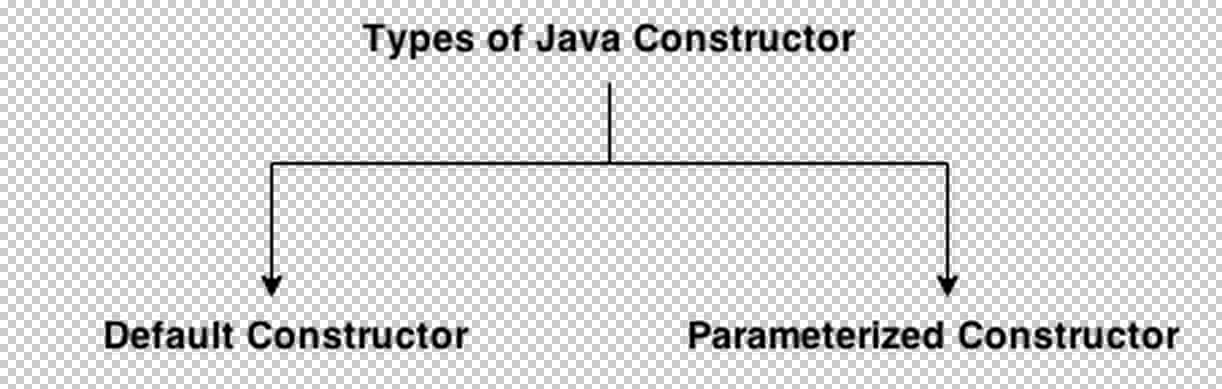 Types of Java Constructor
Default Constructor
Parameterized Constructor